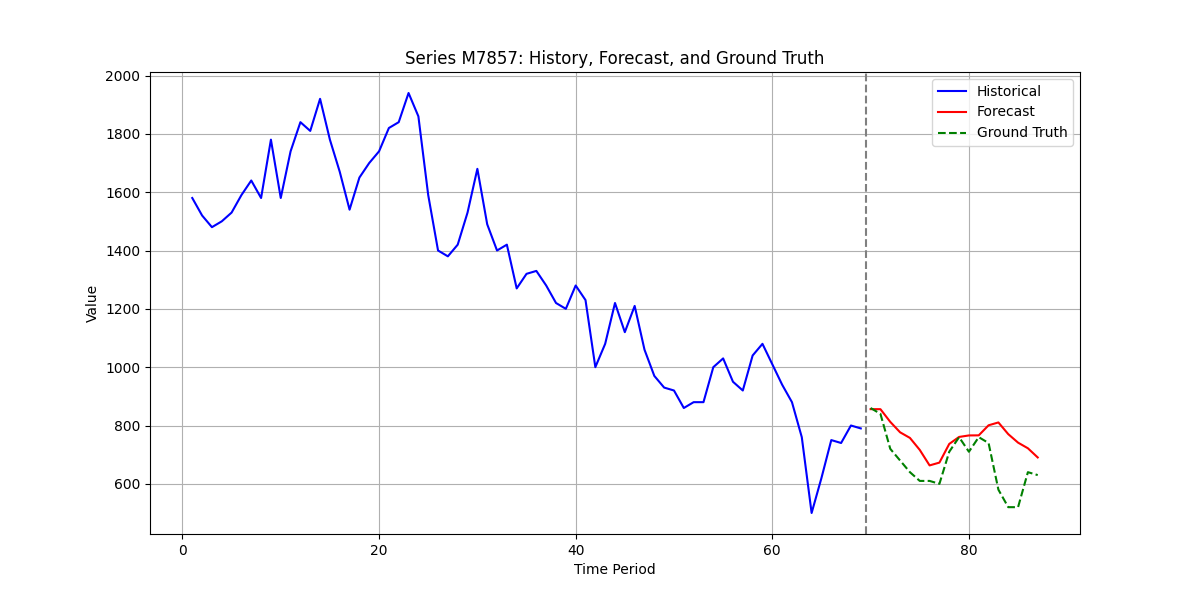 Series M7857: History, Forecast, and Ground Truth
Historical
Forecast
Ground Truth
Value
2000
1800
1600
1400
1200
1000
800
600
0 20 40 60 80
Time Period